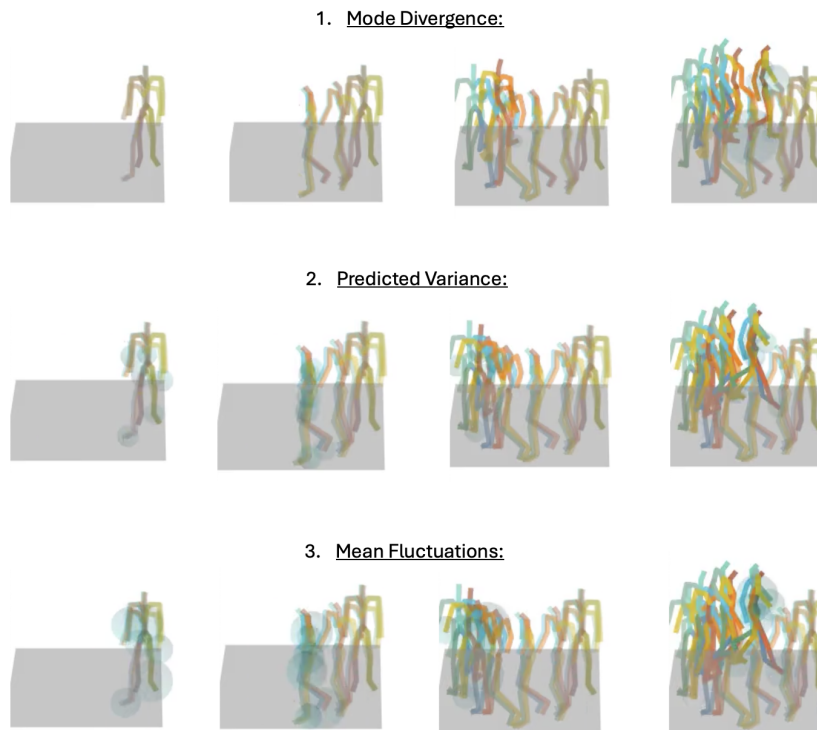 1. Mode Divergence:
2. Predicted Variance:
3. Mean Fluctuations: